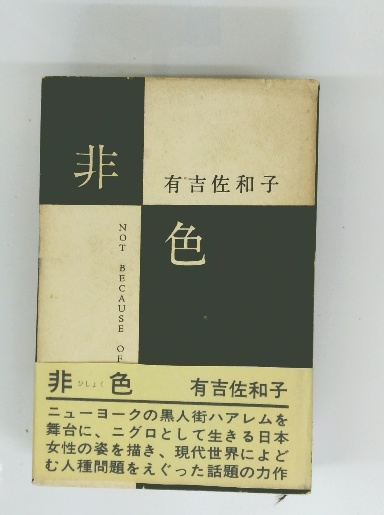 非
有吉佐和子
色
NOT BECAUSE OF
非色
ひしょく
有吉佐和子
ニューヨークの黒人街ハアレムを
舞台に、ニグロとして生きる日本
女性の姿を描き、現代世界によど
む人種問題をえぐった話題の力作